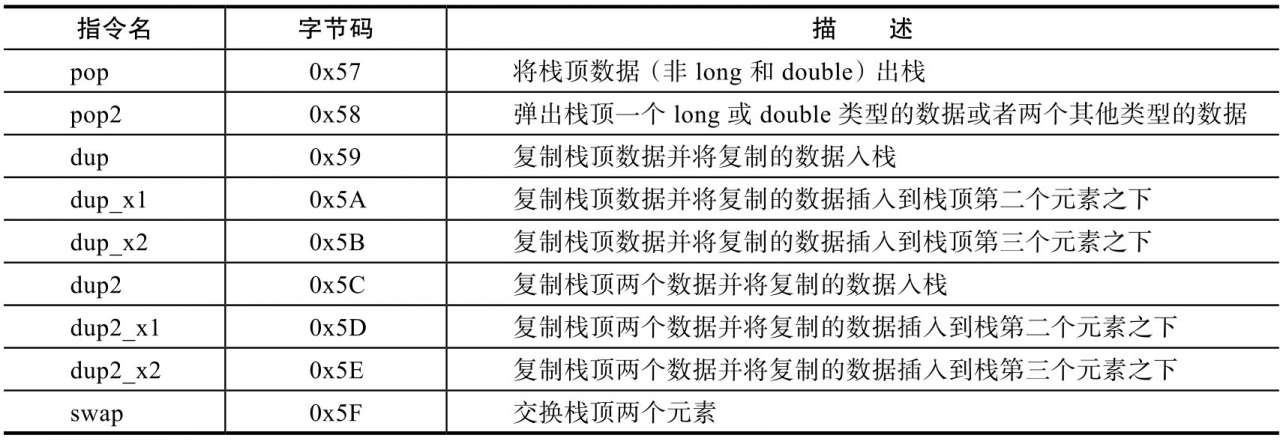 指令名 字节码 描 述
pop 0x57 将栈顶数据（非 long 和 double）出栈
pop2 0x58 弹出栈顶一个 long 或 double 类型的数据或者两个其他类型的数据
dup 0x59 复制栈顶数据并将复制的数据入栈
dup_x1 0x5A 复制栈顶数据并将复制的数据插入到栈顶第二个元素之下
dup_x2 0x5B 复制栈顶数据并将复制的数据插入到栈顶第三个元素之下
dup2 0x5C 复制栈顶两个数据并将复制的数据入栈
dup2_x1 0x5D 复制栈顶两个数据并将复制的数据插入到栈第二个元素之下
dup2_x2 0x5E 复制栈顶两个数据并将复制的数据插入到栈第三个元素之下
swap 0x5F 交换栈顶两个元素